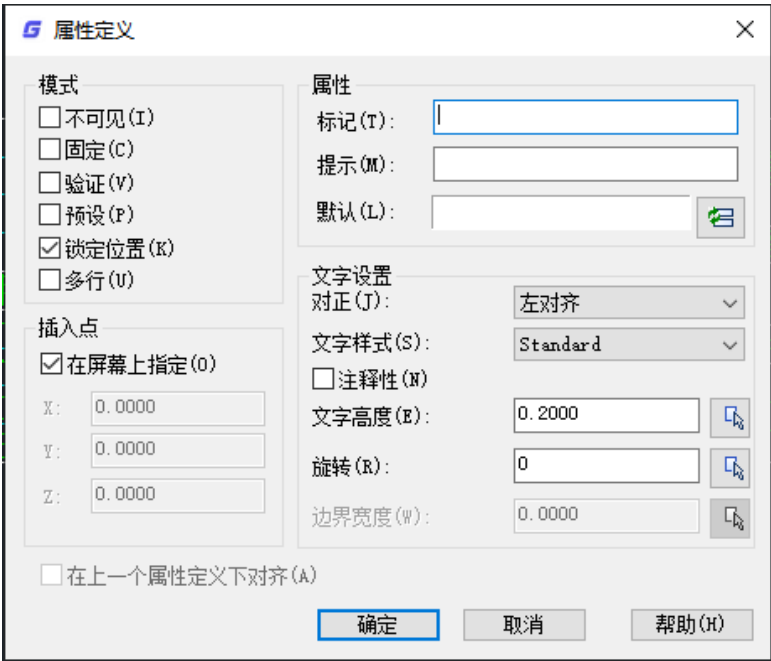 属性定义
模式
不可见(I)
固定(C)
验证(V)
预设(P)
锁定位置(K)
多行(U)
插入点
在屏幕上指定(O)
X: 0.0000
Y: 0.0000
Z: 0.0000
属性
标记(T):
提示(M):
默认(L):
文字设置
对正(J): 左对齐
文字样式(S): Standard
注释性(N)
文字高度(E): 0.2000
旋转(R): 0
边界宽度(W): 0.0000
在上一个属性定义下对齐(A)
确定 取消 帮助(H)